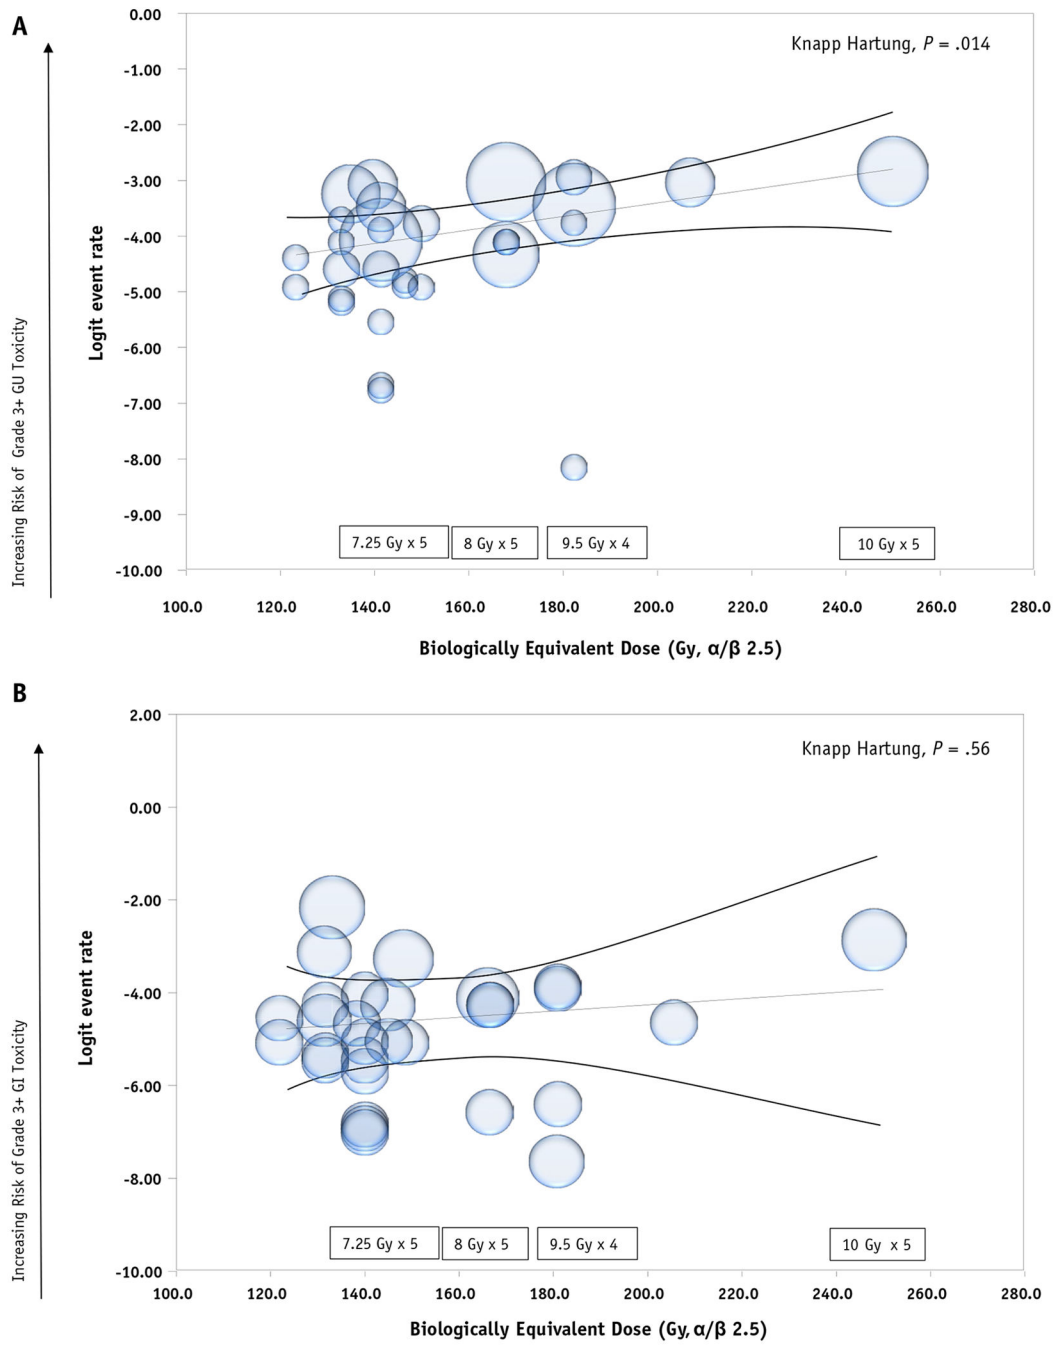 A
Increasing Risk of Grade 3+ GU Toxicity
Logit event rate
0.00
-1.00
-2.00
-3.00
-4.00
-5.00
-6.00
-7.00
-8.00
-9.00
-10.00
Knapp Hartung, P = .014
7.25 Gy x 5
8 Gy x 5
9.5 Gy x 4
10 Gy x 5
100.0 120.0 140.0 160.0 180.0 200.0 220.0 240.0 260.0 280.0
Biologically Equivalent Dose (Gy, α/β 2.5)
B
Increasing Risk of Grade 3+ GI Toxicity
Logit event rate
2.00
0.00
-2.00
-4.00
-6.00
-8.00
-10.00
Knapp Hartung, P = .56
7.25 Gy x 5
8 Gy x 5
9.5 Gy x 4
10 Gy x 5
100.0 120.0 140.0 160.0 180.0 200.0 220.0 240.0 260.0 280.0
Biologically Equivalent Dose (Gy, α/β 2.5)